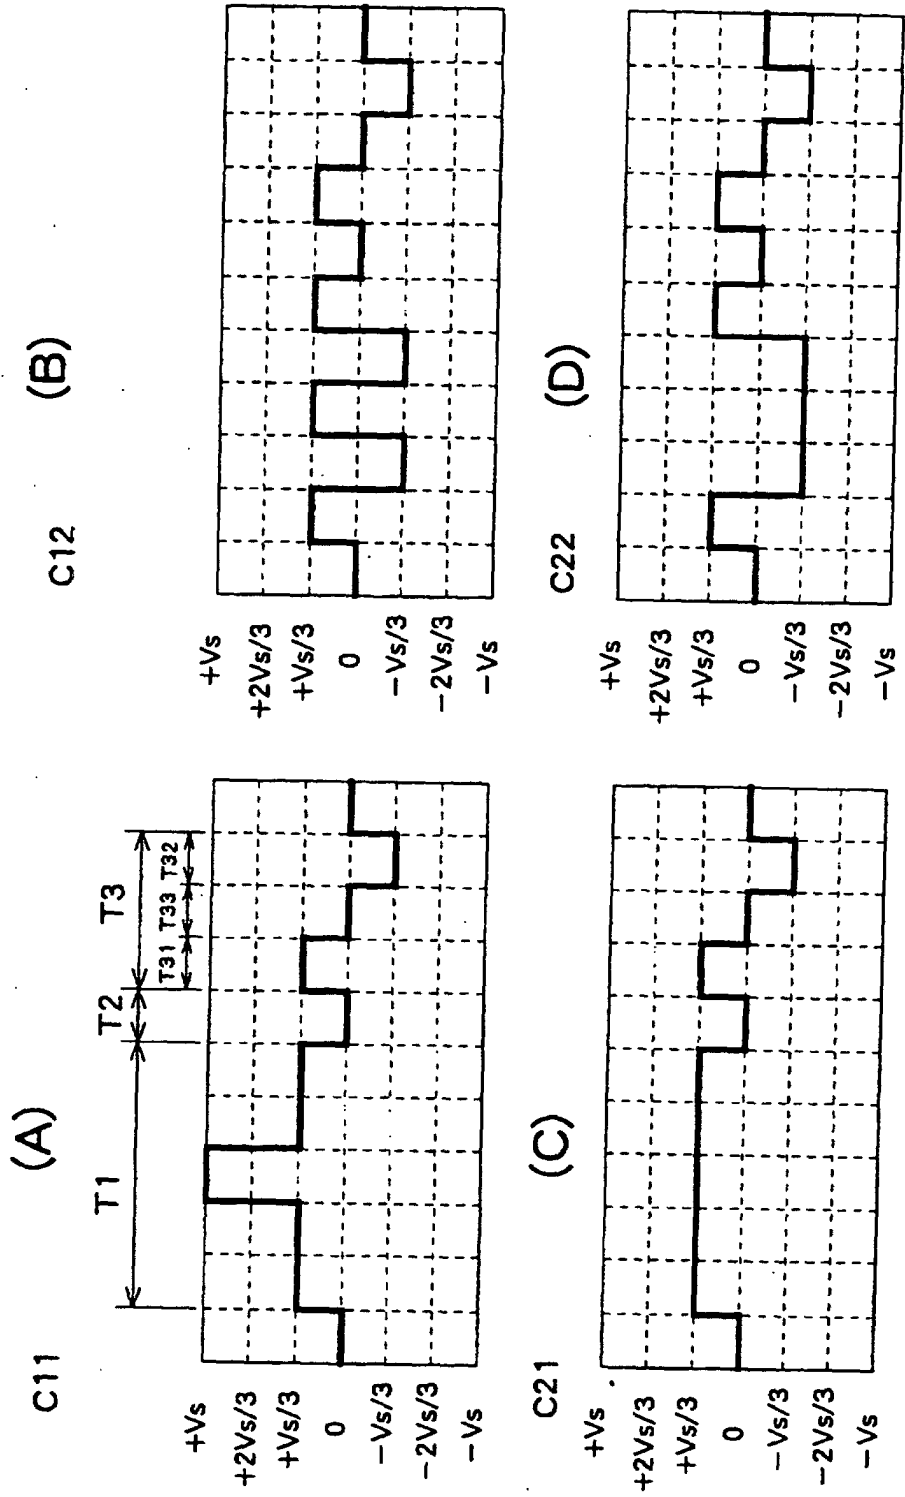 (A)
C11
T1
T2
T3
T31
T33
T32
+Vs
+2Vs/3
+Vs/3
0
−Vs/3
−2Vs/3
−Vs
(B)
C12
+Vs
+2Vs/3
+Vs/3
0
−Vs/3
−2Vs/3
−Vs
(C)
C21
+Vs
+2Vs/3
+Vs/3
0
−Vs/3
−2Vs/3
−Vs
(D)
C22
+Vs
+2Vs/3
+Vs/3
0
−Vs/3
−2Vs/3
−Vs